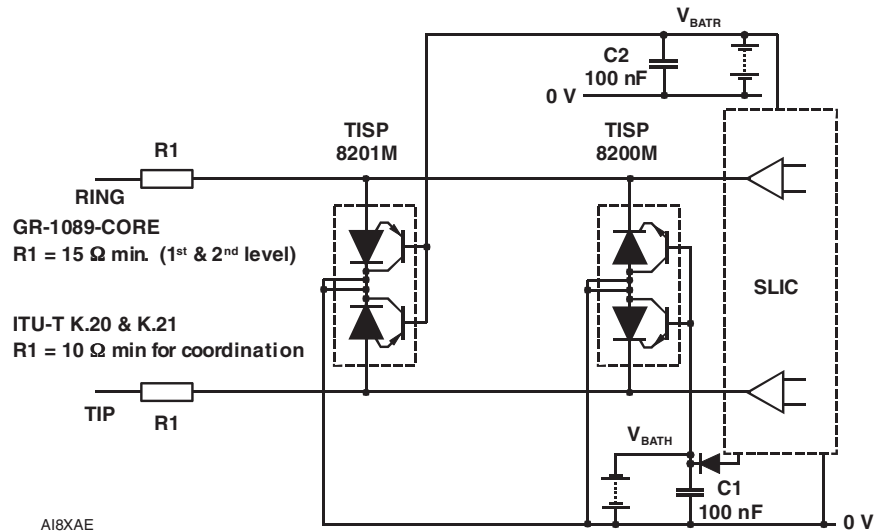 V_BATR
C2
100 nF
0 V
TISP
8201M
TISP
8200M
R1
RING
GR-1089-CORE
R1 = 15 Ω min. (1st & 2nd level)
SLIC
ITU-T K.20 & K.21
R1 = 10 Ω min for coordination
TIP
R1
V_BATH
C1
100 nF
0 V
AI8XAE